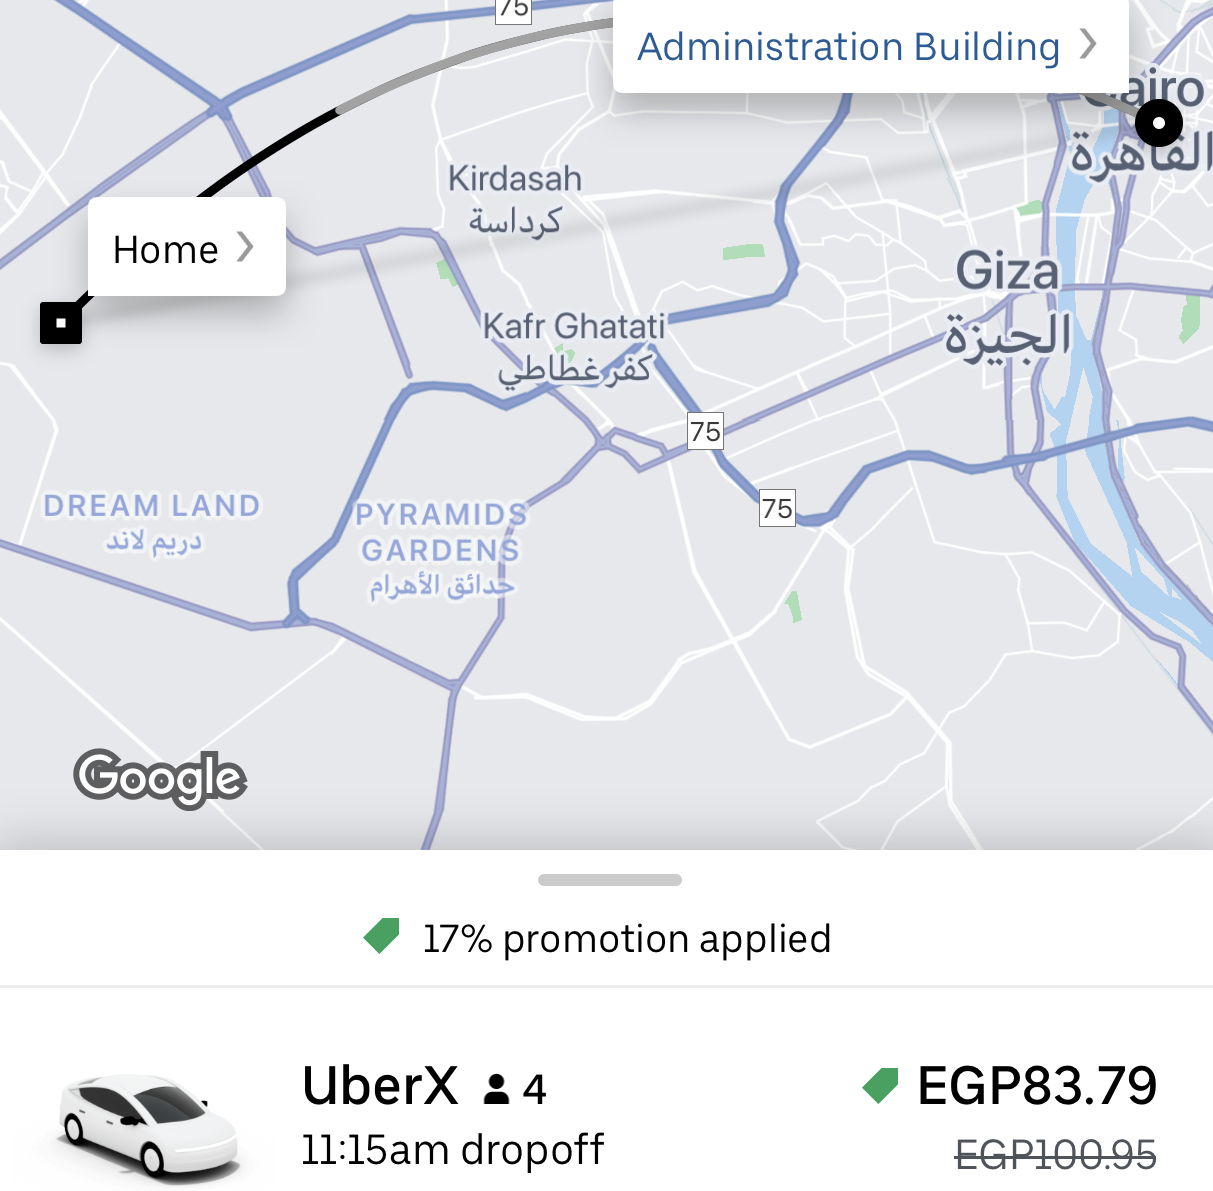 75
Administration Building
Cairo
القاهرة
Kirdasah
كرداسة
Home
Giza
الجيزة
Kafr Ghatati
كفر غطاطي
75
75
DREAM LAND
دريم لاند
PYRAMIDS
GARDENS
حدائق الأهرام
Google
17% promotion applied
UberX 4
EGP83.79
11:15am dropoff
EGP100.95